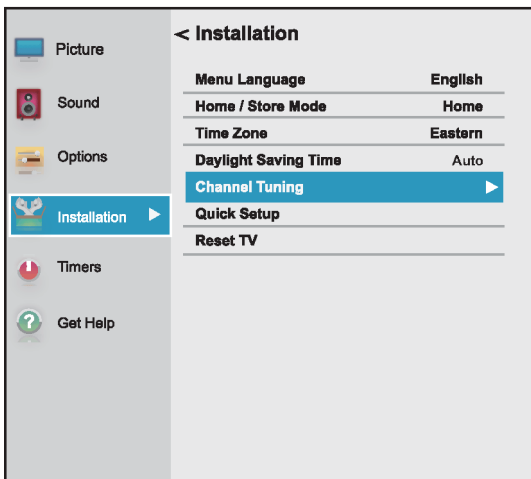 Picture
Sound
Options
Installation
Timers
Get Help
< Installation
Menu Language English
Home / Store Mode Home
Time Zone Eastern
Daylight Saving Time Auto
Channel Tuning
Quick Setup
Reset TV